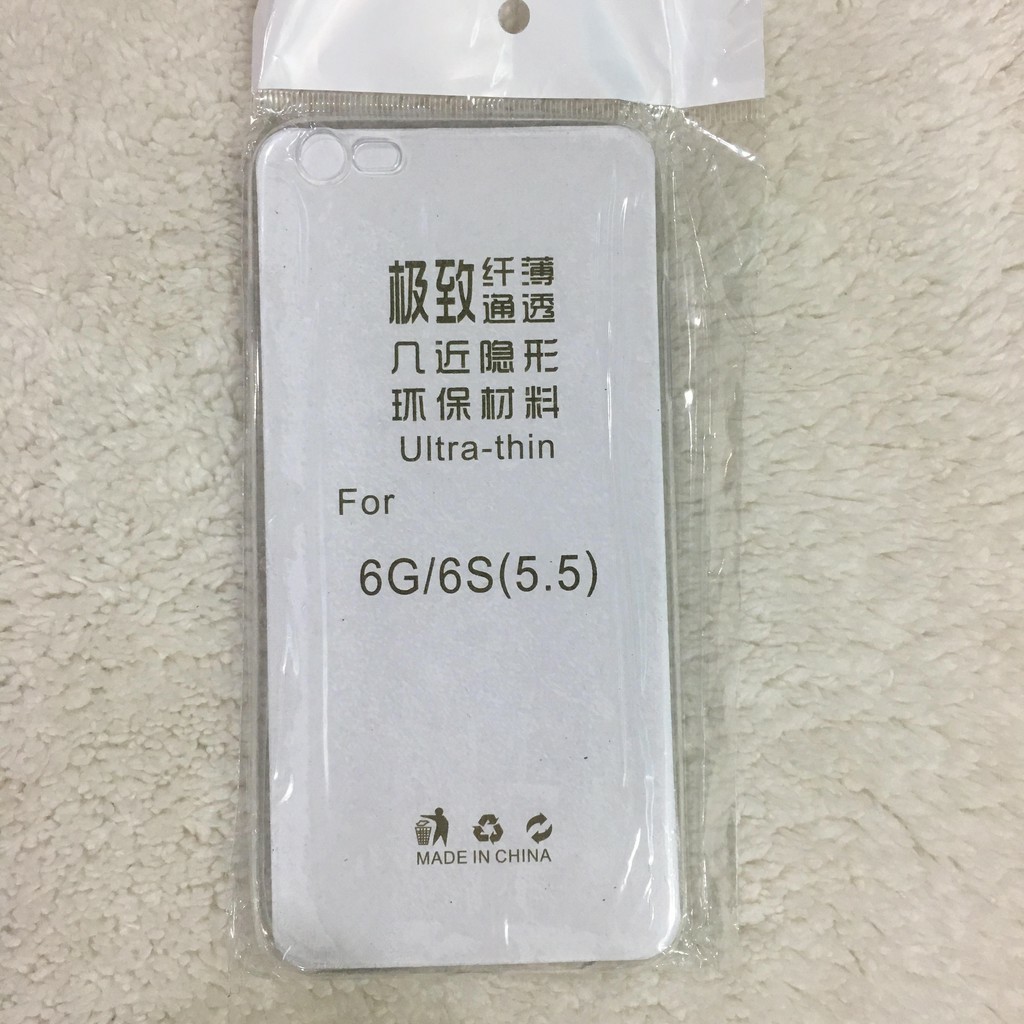 极致纤薄
通透
几近隐形
环保材料
Ultra-thin
For
6G/6S(5.5)
MADE IN CHINA